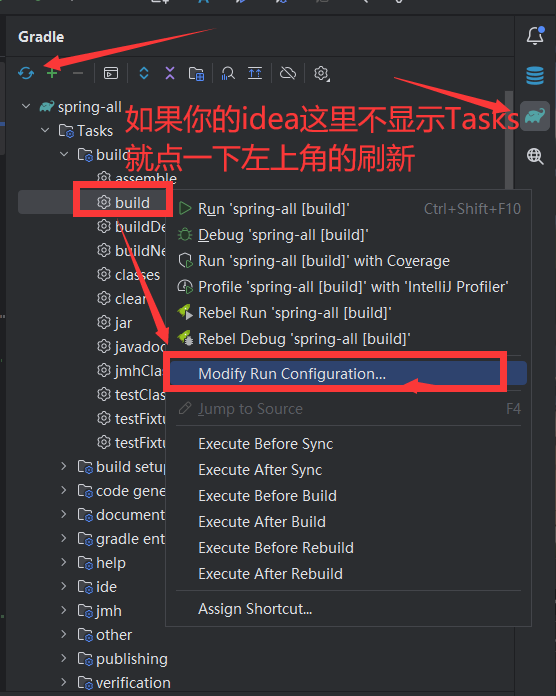 Gradle
spring-all
Tasks
如果你的idea这里不显示Tasks
就点一下左上角的刷新
build
assemble
build
Run 'spring-all [build]' Ctrl+Shift+F10
buildDe
Debug 'spring-all [build]'
buildNe
Run 'spring-all [build]' with Coverage
classes
Profile 'spring-all [build]' with 'IntelliJ Profiler'
clean
Rebel Run 'spring-all [build]'
jar
Rebel Debug 'spring-all [build]'
javadoc
jmhClas
Modify Run Configuration...
testClas
Jump to Source F4
testFixtu
testFixtu
Execute Before Sync
build setup
Execute After Sync
code gene
Execute Before Build
document
Execute After Build
gradle ent
Execute Before Rebuild
help
Execute After Rebuild
ide
jmh
Assign Shortcut...
other
publishing
verification